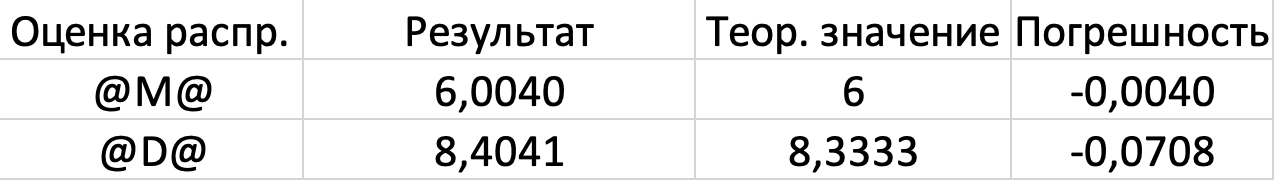 Оценка распр. Результат Теор. значение Погрешность
@M@ 6,0040 6 -0,0040
@D@ 8,4041 8,3333 -0,0708